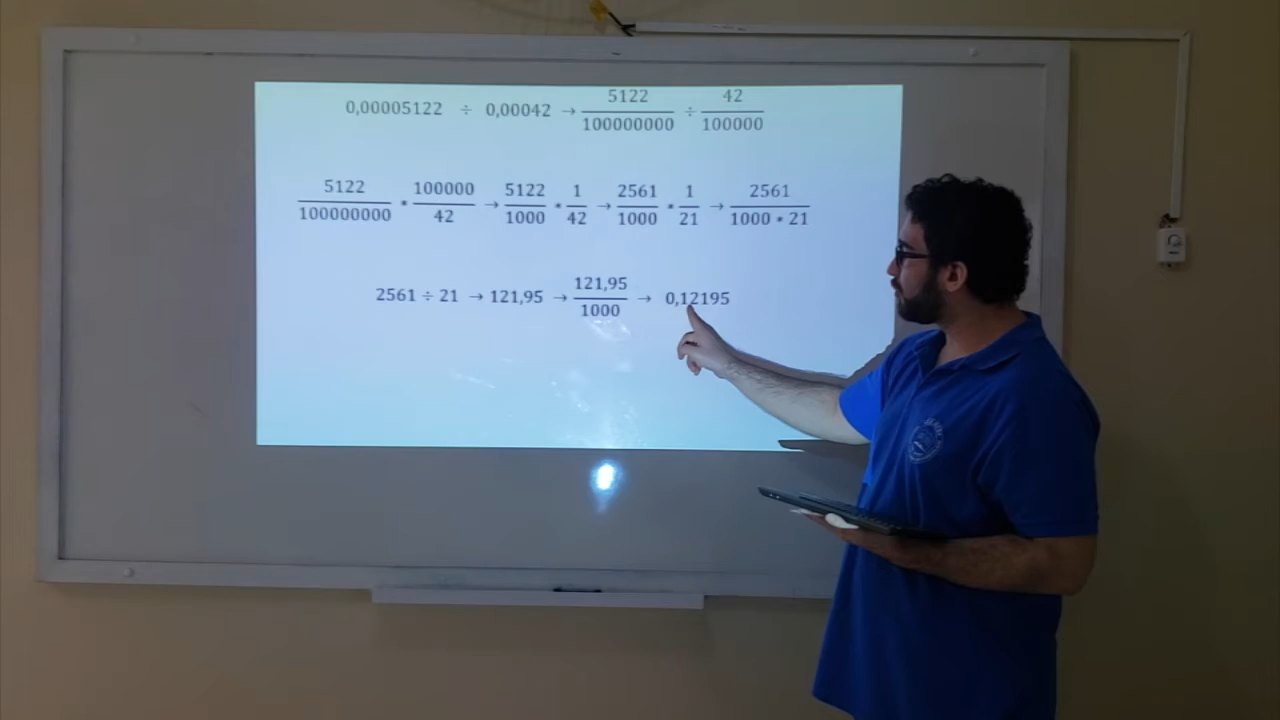 0,00005122 ÷ 0,00042 → 5122/100000000 ÷ 42/100000
5122/100000000 * 100000/42 → 5122/1000 * 1/42 → 2561/1000 * 1/21 → 2561/1000 * 21
2561 ÷ 21 → 121,95 → 121,95/1000 → 0,12195